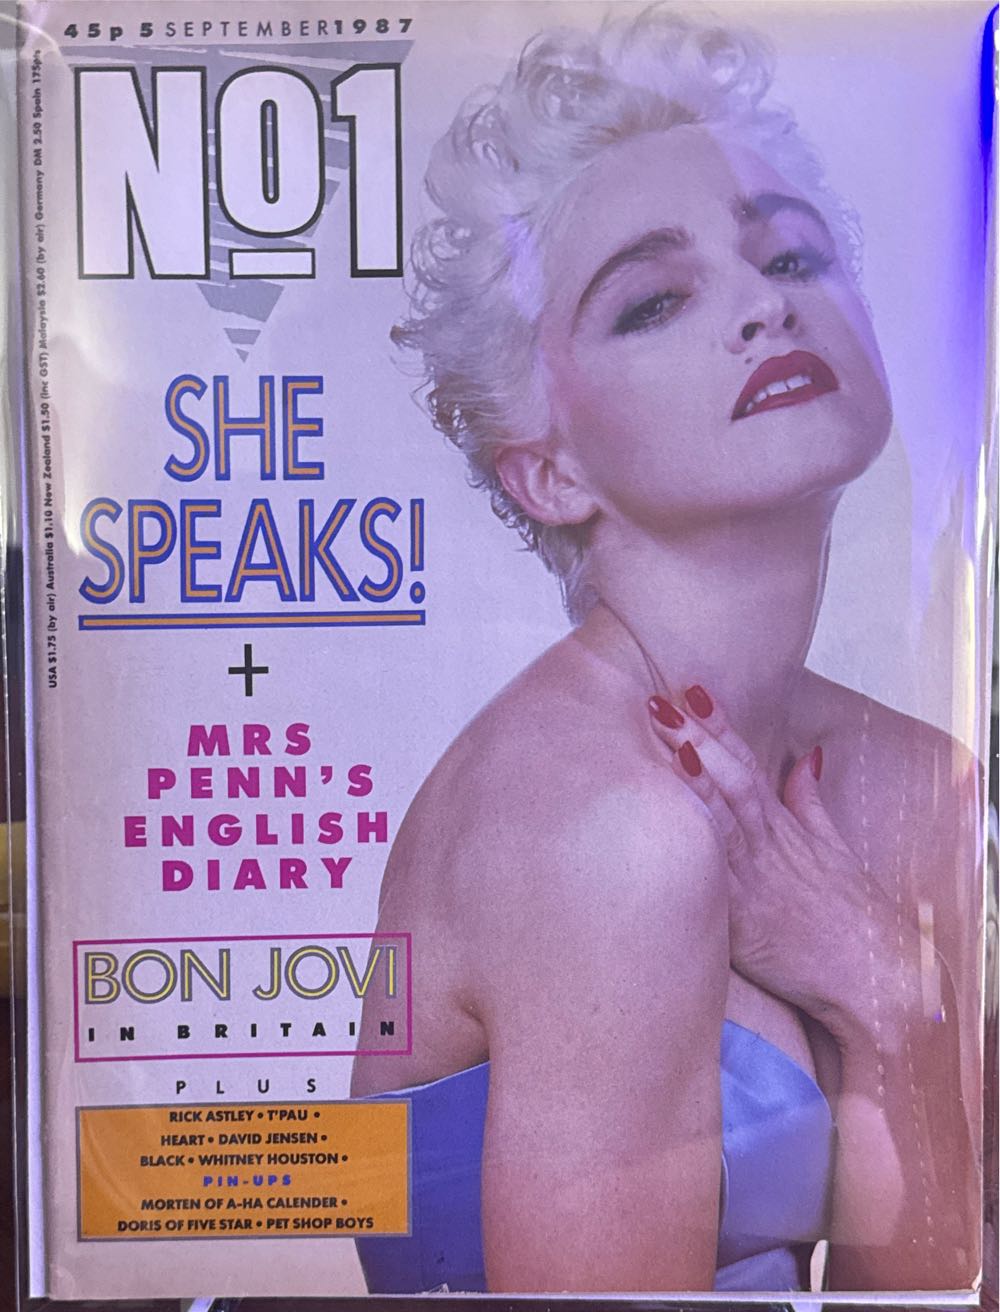 45p 5 SEPTEMBER 1987
Nº1
USA $1.75 (by air) Australia $1.10 New Zealand $1.50 (inc GST) Malaysia $2.60 (by air) Germany DM 2.50 Spain 175pts
SHE
SPEAKS!
+
MRS
PENN'S
ENGLISH
DIARY
BON JOVI
IN BRITAIN
PLUS
RICK ASTLEY • T'PAU •
HEART • DAVID JENSEN •
BLACK • WHITNEY HOUSTON •
PIN-UPS
MORTEN OF A-HA CALENDER •
DORIS OF FIVE STAR • PET SHOP BOYS